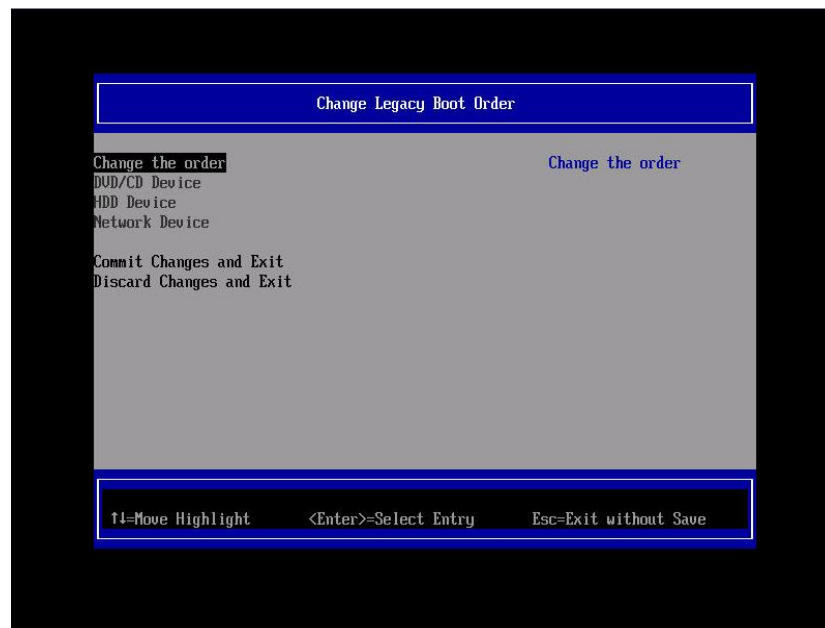 Change Legacy Boot Order
Change the order
Change the order
DVD/CD Device
HDD Device
Network Device
Commit Changes and Exit
Discard Changes and Exit
↑↓=Move Highlight <Enter>=Select Entry Esc=Exit without Save